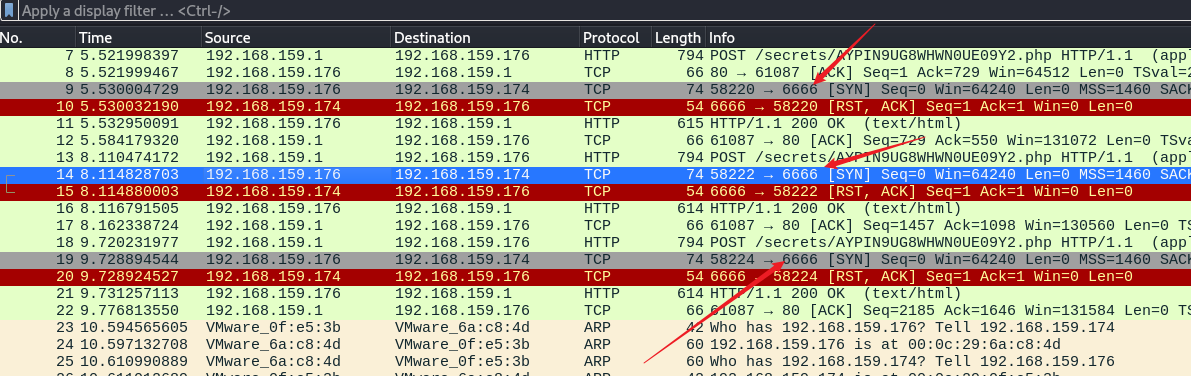 Apply a display filter … <Ctrl-/>
No. Time Source Destination Protocol Length Info
7 5.521998397 192.168.159.1 192.168.159.176 HTTP 794 POST /secrets/AYPIN9UG8WHWN0UE09Y2.php HTTP/1.1 (appl
8 5.521999467 192.168.159.176 192.168.159.1 TCP 66 80 → 61087 [ACK] Seq=1 Ack=729 Win=64512 Len=0 TSval=2
9 5.530004729 192.168.159.176 192.168.159.174 TCP 74 58220 → 6666 [SYN] Seq=0 Win=64240 Len=0 MSS=1460 SACK
10 5.530032190 192.168.159.174 192.168.159.176 TCP 54 6666 → 58220 [RST, ACK] Seq=1 Ack=1 Win=0 Len=0
11 5.532950091 192.168.159.176 192.168.159.1 HTTP 615 HTTP/1.1 200 OK (text/html)
12 5.584179320 192.168.159.1 192.168.159.176 TCP 66 61087 → 80 [ACK] Seq=729 Ack=550 Win=131072 Len=0 TSv
13 8.110474172 192.168.159.1 192.168.159.176 HTTP 794 POST /secrets/AYPIN9UG8WHWN0UE09Y2.php HTTP/1.1 (appl
14 8.114828703 192.168.159.176 192.168.159.174 TCP 74 58222 → 6666 [SYN] Seq=0 Win=64240 Len=0 MSS=1460 SACK
15 8.114880003 192.168.159.174 192.168.159.176 TCP 54 6666 → 58222 [RST, ACK] Seq=1 Ack=1 Win=0 Len=0
16 8.116791505 192.168.159.176 192.168.159.1 HTTP 614 HTTP/1.1 200 OK (text/html)
17 8.162338724 192.168.159.1 192.168.159.176 TCP 66 61087 → 80 [ACK] Seq=1457 Ack=1098 Win=130560 Len=0 TS
18 9.720231977 192.168.159.1 192.168.159.176 HTTP 794 POST /secrets/AYPIN9UG8WHWN0UE09Y2.php HTTP/1.1 (appl
19 9.728894544 192.168.159.176 192.168.159.174 TCP 74 58224 → 6666 [SYN] Seq=0 Win=64240 Len=0 MSS=1460 SACK
20 9.728924527 192.168.159.174 192.168.159.176 TCP 54 6666 → 58224 [RST, ACK] Seq=1 Ack=1 Win=0 Len=0
21 9.731257113 192.168.159.176 192.168.159.1 HTTP 614 HTTP/1.1 200 OK (text/html)
22 9.776813550 192.168.159.1 192.168.159.176 TCP 66 61087 → 80 [ACK] Seq=2185 Ack=1646 Win=131584 Len=0 TS
23 10.594565605 VMware_0f:e5:3b VMware_6a:c8:4d ARP 42 Who has 192.168.159.176? Tell 192.168.159.174
24 10.597132708 VMware_6a:c8:4d VMware_0f:e5:3b ARP 60 192.168.159.176 is at 00:0c:29:6a:c8:4d
25 10.610990889 VMware_6a:c8:4d VMware_0f:e5:3b ARP 60 Who has 192.168.159.174? Tell 192.168.159.176